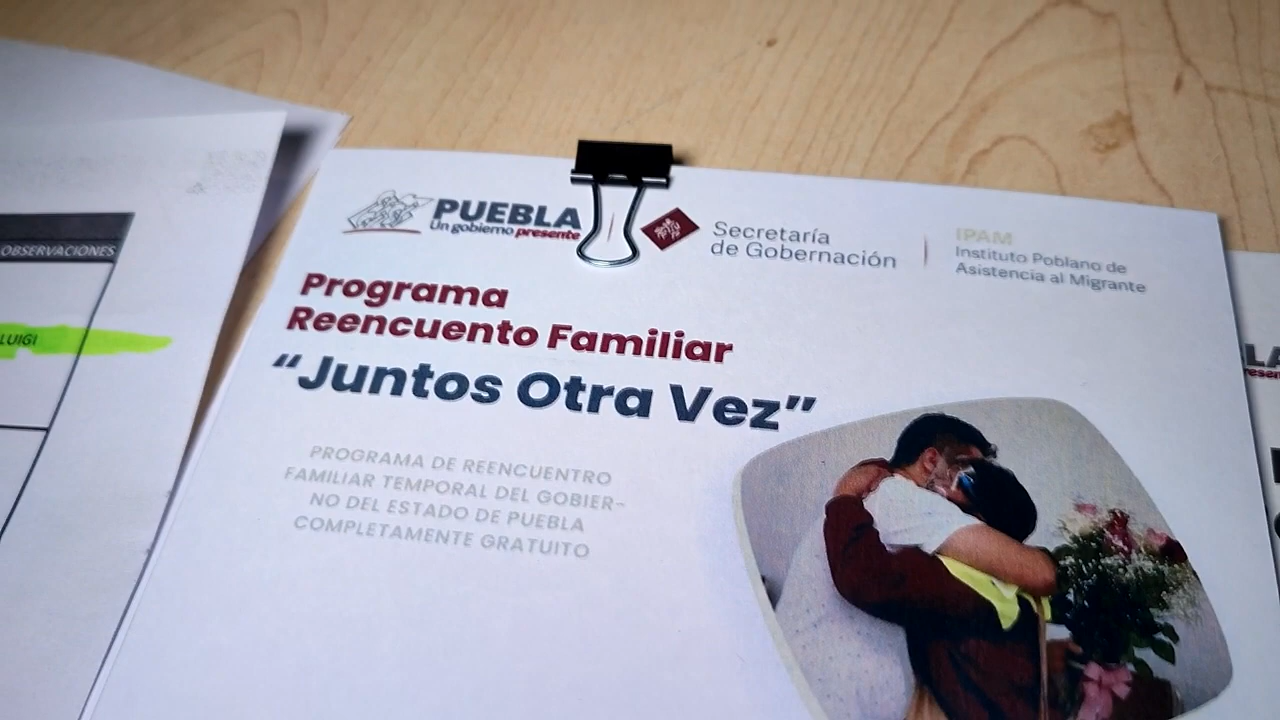 OBSERVACIONES
LUIGI
PUEBLA
Un gobierno presente
Secretaría
de Gobernación
IPAM
Instituto Poblano de
Asistencia al Migrante
Programa
Reencuento Familiar
“Juntos Otra Vez”
PROGRAMA DE REENCUENTRO
FAMILIAR TEMPORAL DEL GOBIER-
NO DEL ESTADO DE PUEBLA
COMPLETAMENTE GRATUITO